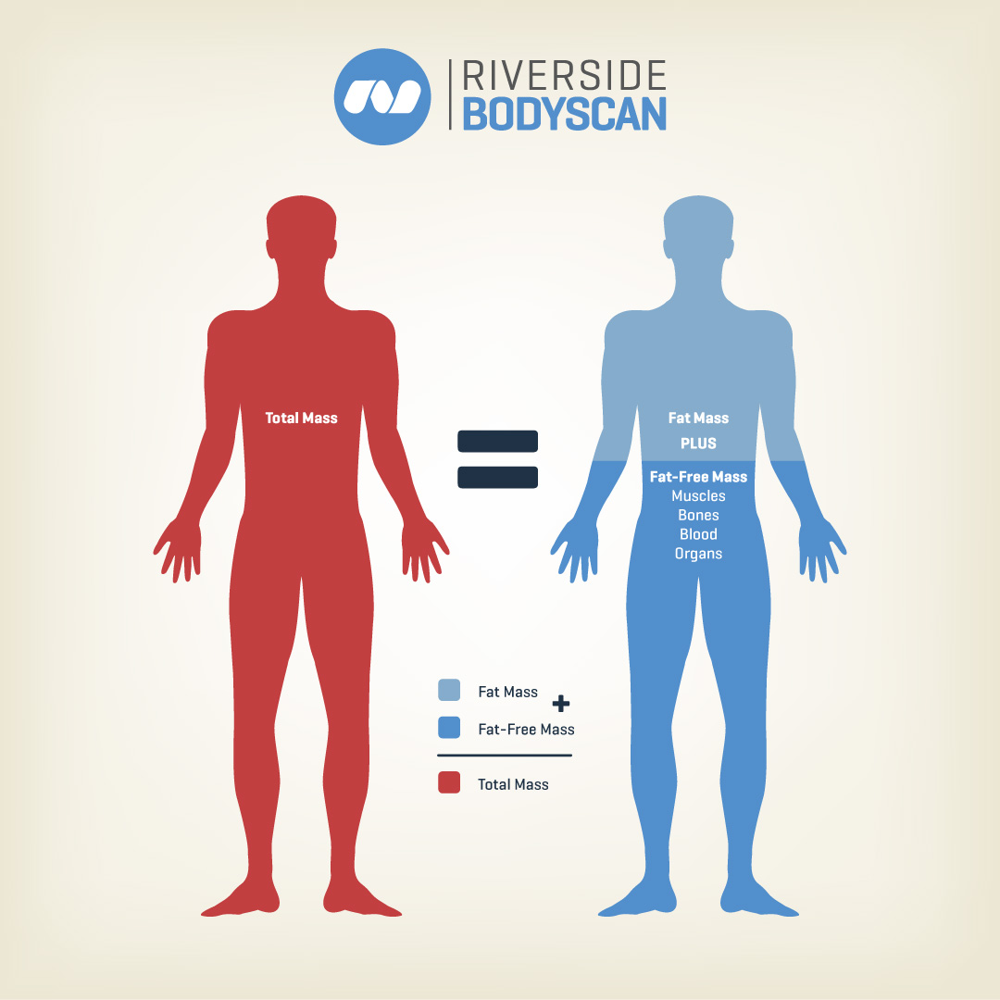 RIVERSIDE
BODYSCAN
Total Mass
Fat Mass
PLUS
Fat-Free Mass
Muscles
Bones
Blood
Organs
Fat Mass
+
Fat-Free Mass
Total Mass